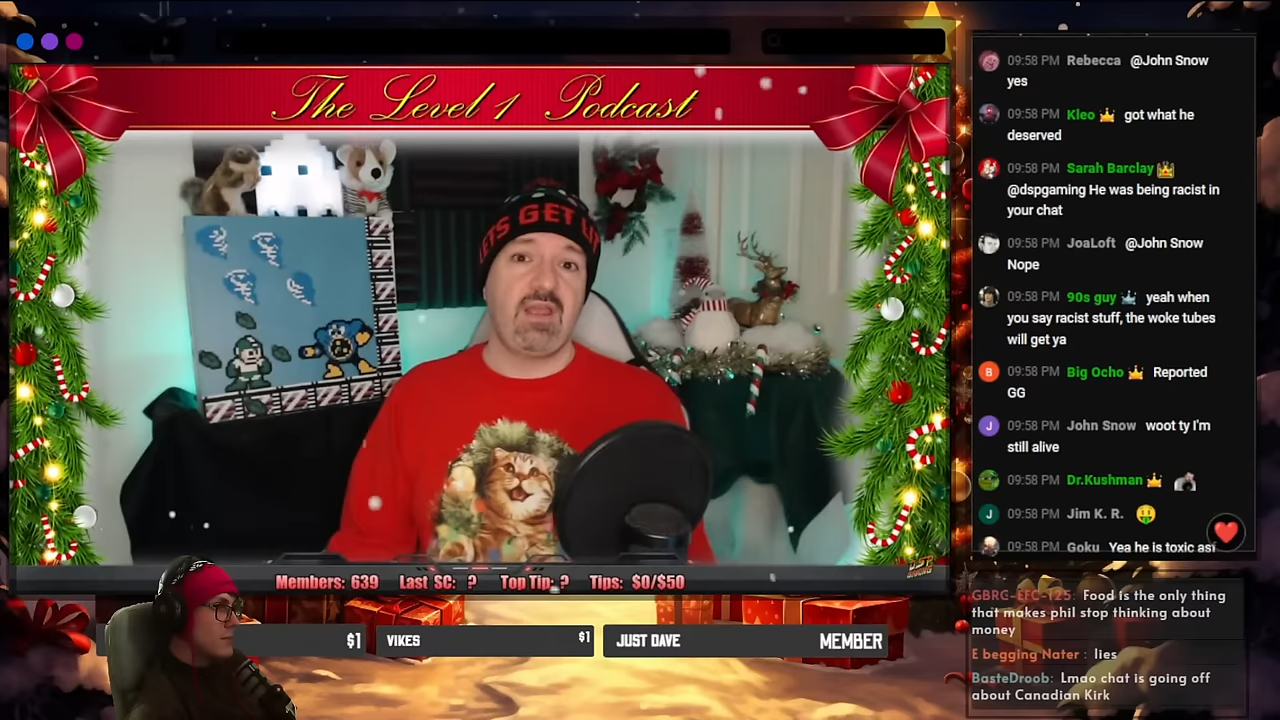 The Level 1 Podcast
LETS GET LIT
Members: 639 Last SC: ? Top Tip: ? Tips: $0/$50
$1 VIKES $1 JUST DAVE MEMBER
09:58 PM Rebecca @John Snow
yes
09:58 PM Kleo got what he
deserved
09:58 PM Sarah Barclay
@dspgaming He was being racist in
your chat
09:58 PM JoaLoft @John Snow
Nope
09:58 PM 90s guy yeah when
you say racist stuff, the woke tubes
will get ya
B 09:58 PM Big Ocho Reported
GG
J 09:58 PM John Snow woot ty I'm
still alive
09:58 PM Dr.Kushman
J 09:58 PM Jim K. R.
09:58 PM Goku Yea he is toxic asf
GBRG-EFC-125: Food is the only thing
that makes phil stop thinking about
money
E begging Nater : lies
BasteDroob: Lmao chat is going off
about Canadian Kirk